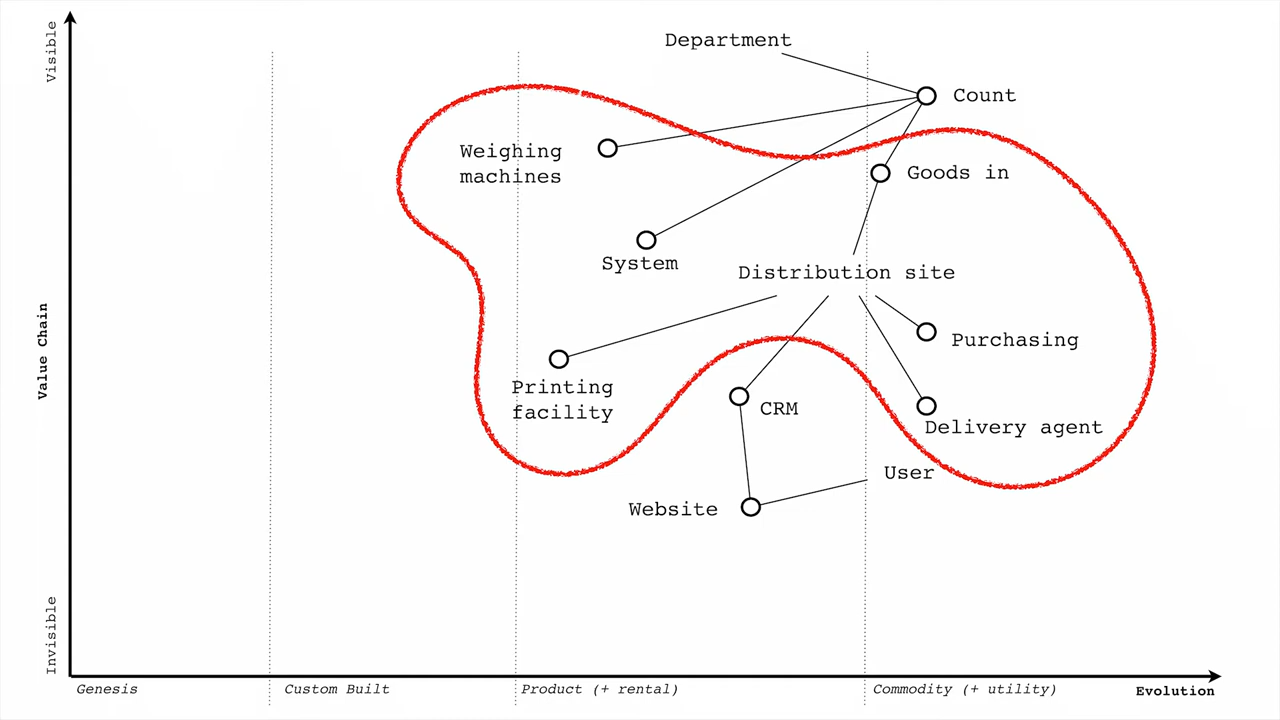 Visible
Department
Count
Weighing
machines
Goods in
System
Distribution site
Value Chain
Purchasing
Printing
facility
CRM
Delivery agent
User
Website
Invisible
Genesis
Custom Built
Product (+ rental)
Commodity (+ utility)
Evolution